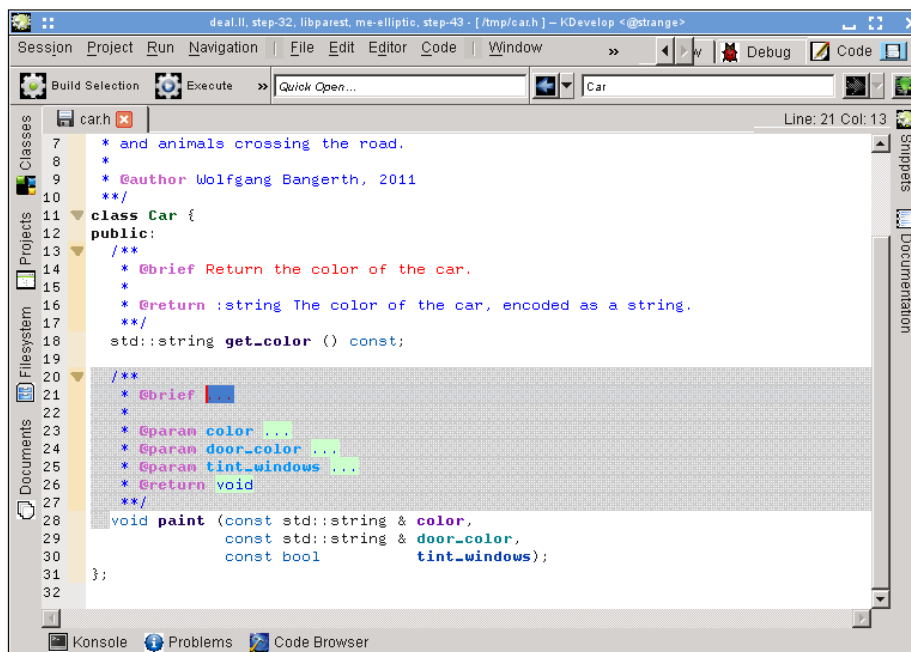 deal.II, step-32, libparest, me-elliptic, step-43 - [ /tmp/car.h ] – KDevelop <@strange>
Session Project Run Navigation File Edit Editor Code Window » w Debug Code
Build Selection Execute » Quick Open... Car
car.h Line: 21 Col: 13
Classes
Projects
Filesystem
Documents
7 * and animals crossing the road.
8 *
9 * @author Wolfgang Bangerth, 2011
10 **/
11 class Car {
12 public:
13 /**
14 * @brief Return the color of the car.
15 *
16 * @return :string The color of the car, encoded as a string.
17 **/
18 std::string get_color () const;
19
20 /**
21 * @brief ...
22 *
23 * @param color ...
24 * @param door_color ...
25 * @param tint_windows ...
26 * @return void
27 **/
28 void paint (const std::string & color,
29 const std::string & door_color,
30 const bool tint_windows);
31 };
32
Snippets
Documentation
Konsole Problems Code Browser